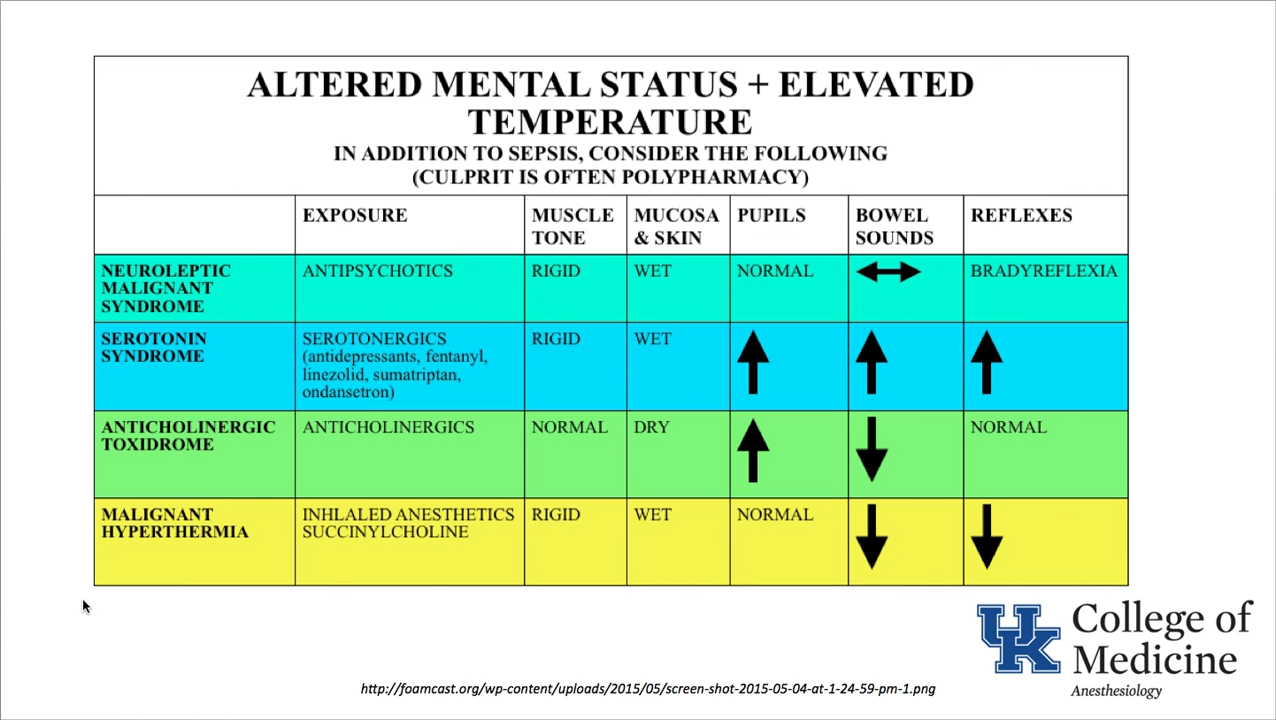 ALTERED MENTAL STATUS + ELEVATED
TEMPERATURE
IN ADDITION TO SEPSIS, CONSIDER THE FOLLOWING
(CULPRIT IS OFTEN POLYPHARMACY)
EXPOSURE
MUSCLE
TONE
MUCOSA
& SKIN
PUPILS
BOWEL
SOUNDS
REFLEXES
NEUROLEPTIC
MALIGNANT
SYNDROME
ANTIPSYCHOTICS
RIGID
WET
NORMAL
BRADYREFLEXIA
SEROTONIN
SYNDROME
SEROTONERGICS
(antidepressants, fentanyl,
linezolid, sumatriptan,
ondansetron)
RIGID
WET
ANTICHOLINERGIC
TOXIDROME
ANTICHOLINERGICS
NORMAL
DRY
NORMAL
MALIGNANT
HYPERTHERMIA
INHLALED ANESTHETICS
SUCCINYLCHOLINE
RIGID
WET
NORMAL
UK
College of
Medicine
Anesthesiology
http://foamcast.org/wp-content/uploads/2015/05/screen-shot-2015-05-04-at-1-24-59-pm-1.png